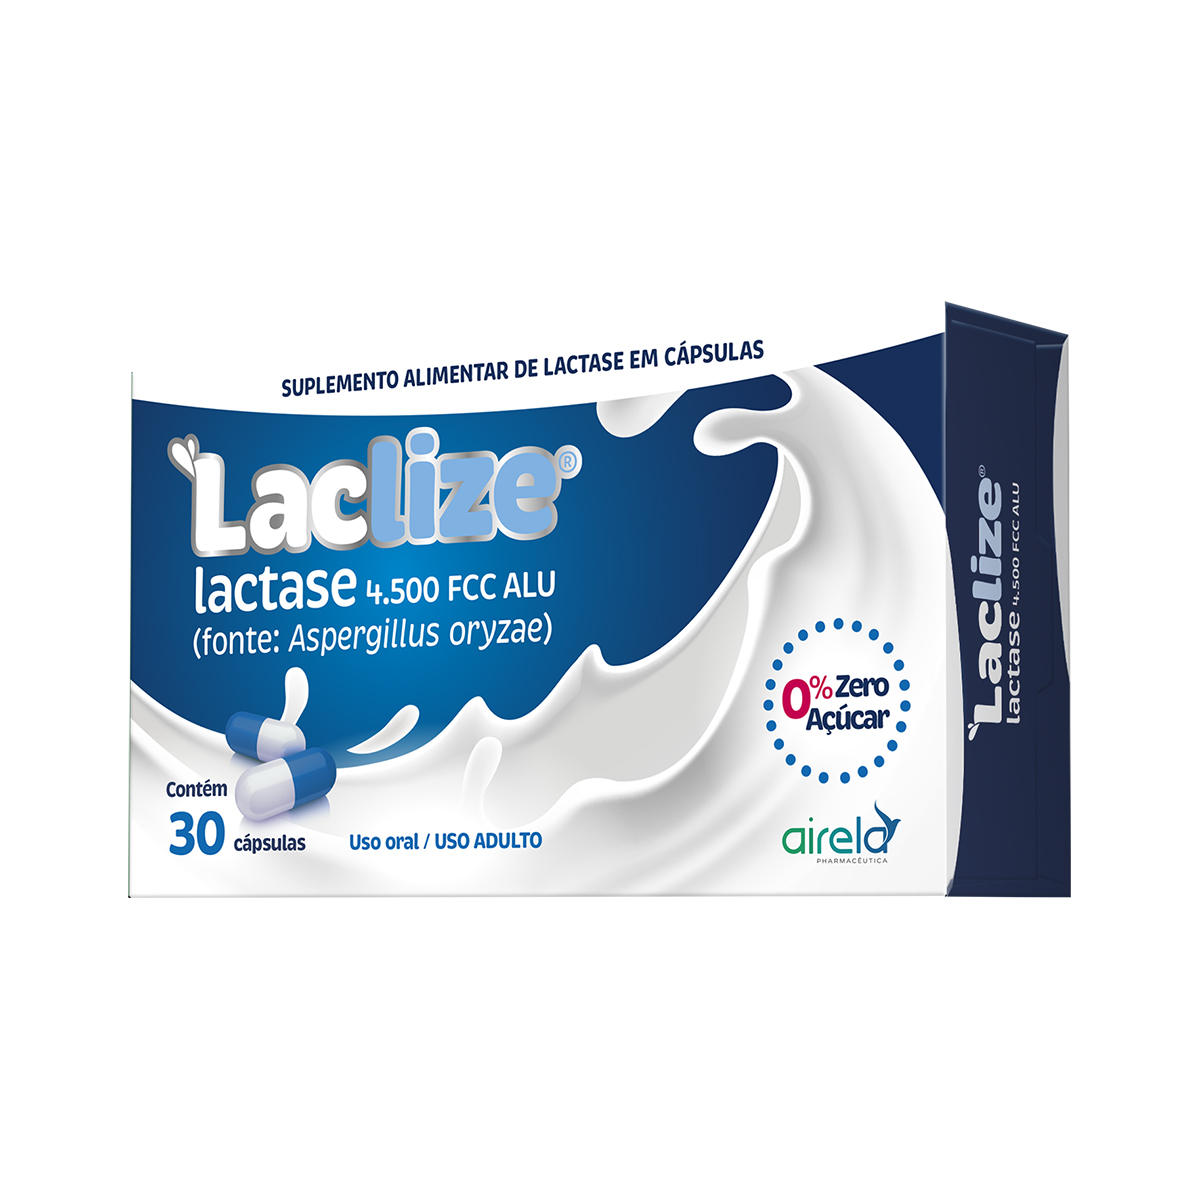 SUPLEMENTO ALIMENTAR DE LACTASE EM CÁPSULAS
Laclize®
lactase 4.500 FCC ALU
(fonte: Aspergillus oryzae)
0% Zero
Açúcar
Contém
30 cápsulas
Uso oral / USO ADULTO
airela
PHARMACÊUTICA
Laclize®
lactase 4.500 FCC ALU